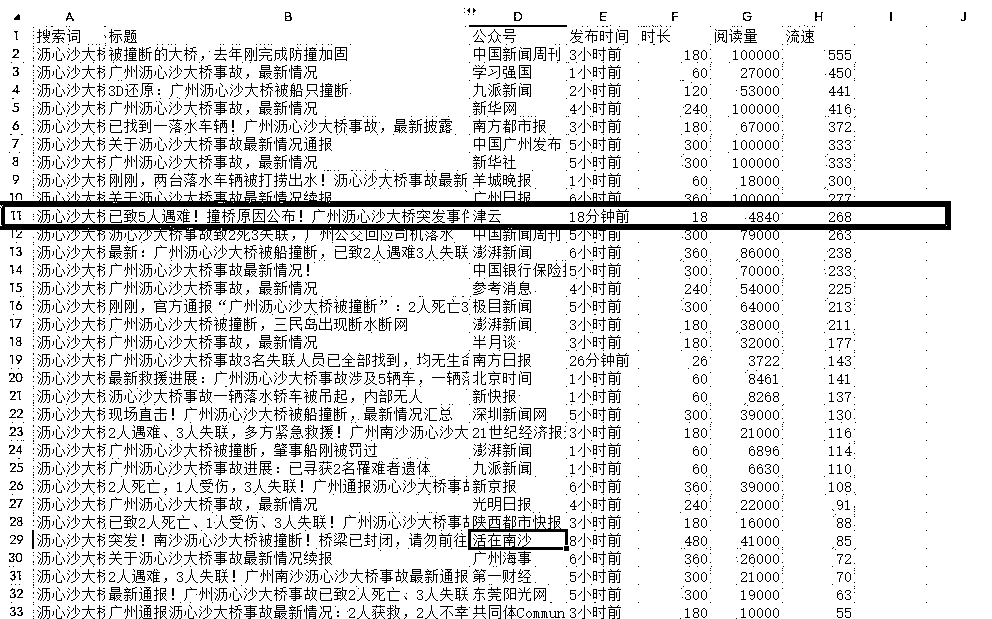 A B D E F G H I J
1 搜索词 标题 公众号 发布时间 时长 阅读量 流速
2 沥心沙大桥 被撞断的大桥，去年刚完成防撞加固 中国新闻周刊 3小时前 180 100000 555
3 沥心沙大桥 广州沥心沙大桥事故，最新情况 学习强国 1小时前 60 27000 450
4 沥心沙大桥 3D还原：广州沥心沙大桥被船只撞断 九派新闻 2小时前 120 53000 441
5 沥心沙大桥 广州沥心沙大桥事故，最新情况 新华网 4小时前 240 100000 416
6 沥心沙大桥 已找到一落水车辆！广州沥心沙大桥事故，最新披露 南方都市报 3小时前 180 67000 372
7 沥心沙大桥 关于沥心沙大桥事故最新情况通报 中国广州发布 5小时前 300 100000 333
8 沥心沙大桥 广州沥心沙大桥事故，最新情况 新华社 5小时前 300 100000 333
9 沥心沙大桥 刚刚，两台落水车辆被打捞出水！沥心沙大桥事故最新 羊城晚报 1小时前 60 18000 300
10 沥心沙大桥 关于沥心沙大桥事故最新情况续报 广州日报 6小时前 360 100000 277
11 沥心沙大桥 已致5人遇难！撞桥原因公布！广州沥心沙大桥突发事件 津云 18分钟前 18 4840 268
12 沥心沙大桥 沥心沙大桥事故致2死3失联，广州公交回应司机落水 中国新闻周刊 5小时前 300 79000 263
13 沥心沙大桥 最新：广州沥心沙大桥被船撞断，已致2人遇难3人失联 澎湃新闻 6小时前 360 86000 238
14 沥心沙大桥 广州沥心沙大桥事故最新情况！ 中国银行保险 5小时前 300 70000 233
15 沥心沙大桥 广州沥心沙大桥事故，最新情况 参考消息 4小时前 240 54000 225
16 沥心沙大桥 刚刚，官方通报“广州沥心沙大桥被撞断”：2人死亡3 极目新闻 5小时前 300 64000 213
17 沥心沙大桥 广州沥心沙大桥被撞断，三民岛出现断水断网 澎湃新闻 3小时前 180 38000 211
18 沥心沙大桥 广州沥心沙大桥事故，最新情况 半月谈 3小时前 180 32000 177
19 沥心沙大桥 广州沥心沙大桥事故3名失联人员已全部找到，均无生命 南方日报 26分钟前 26 3722 143
20 沥心沙大桥 最新救援进展：广州沥心沙大桥事故涉及5辆车，一辆落 北京时间 1小时前 60 8461 141
21 沥心沙大桥 沥心沙大桥事故一辆落水轿车被吊起，内部无人 新快报 1小时前 60 8268 137
22 沥心沙大桥 现场直击！广州沥心沙大桥被船撞断，最新情况汇总 深圳新闻网 5小时前 300 39000 130
23 沥心沙大桥 2人遇难、3人失联，多方紧急救援！广州南沙沥心沙大 21世纪经济报 3小时前 180 21000 116
24 沥心沙大桥 广州沥心沙大桥被撞断，肇事船刚被罚过 澎湃新闻 1小时前 60 6896 114
25 沥心沙大桥 广州沥心沙大桥事故进展：已寻获2名罹难者遗体 九派新闻 1小时前 60 6630 110
26 沥心沙大桥 2人死亡，1人受伤，3人失联！广州通报沥心沙大桥事故 新京报 6小时前 360 39000 108
27 沥心沙大桥 广州沥心沙大桥事故，最新情况 光明日报 4小时前 240 22000 91
28 沥心沙大桥 已致2人死亡、1人受伤、3人失联！广州沥心沙大桥事故 陕西都市快报 3小时前 180 16000 88
29 沥心沙大桥 突发！南沙沥心沙大桥被撞断！桥梁已封闭，请勿前往 活在南沙 8小时前 480 41000 85
30 沥心沙大桥 关于沥心沙大桥事故最新情况续报 广州海事 6小时前 360 26000 72
31 沥心沙大桥 2人遇难，3人失联！广州南沙沥心沙大桥最新通报 第一财经 5小时前 300 21000 70
32 沥心沙大桥 最新通报！广州沥心沙大桥事故已致2人死亡、3人失联 东莞阳光网 5小时前 300 19000 63
33 沥心沙大桥 广州通报沥心沙大桥事故最新情况：2人获救，2人不幸 共同体Commun 3小时前 180 10000 55